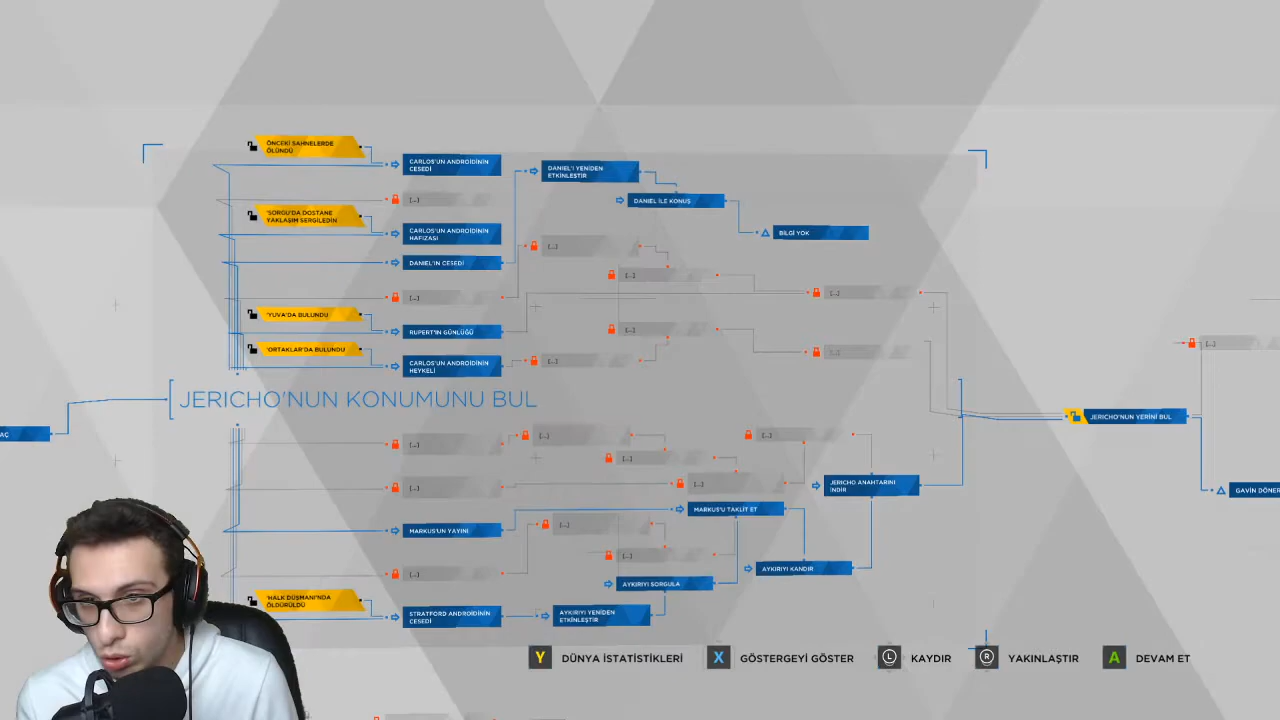 ÖNCEKİ SAHNELERDE
ÖLÜNDÜ
CARLOS'UN ANDROİDİNİN
CESEDİ
DANIEL'I YENİDEN
ETKİNLEŞTİR
[...]
DANIEL İLE KONUŞ
'SORGU'DA DOSTANE
YAKLAŞIM SERGİLEDİN
CARLOS'UN ANDROİDİNİN
HAFIZASI
BİLGİ YOK
[...]
DANIEL'IN CESEDİ
[...]
[...]
[...]
'YUVA'DA BULUNDU
RUPERT'IN GÜNLÜĞÜ
[...]
[...]
'ORTAKLAR'DA BULUNDU
[...]
CARLOS'UN ANDROİDİNİN
HEYKELİ
[...]
JERICHO'NUN KONUMUNU BUL
JERICHO'NUN YERİNİ BUL
AÇ
[...]
[...]
[...]
[...]
[...]
[...]
JERICHO ANAHTARINI
İNDİR
GAVIN DÖNER
MARKUS'U TAKLİT ET
[...]
MARKUS'UN YAYINI
[...]
AYKIRIYI KANDIR
[...]
AYKIRIYI SORGULA
'HALK DÜŞMANI'NDA
ÖLDÜRÜLDÜ
STRATFORD ANDROİDİNİN
CESEDİ
AYKIRIYI YENİDEN
ETKİNLEŞTİR
Y DÜNYA İSTATİSTİKLERİ X GÖSTERGEYİ GÖSTER L KAYDIR R YAKINLAŞTIR A DEVAM ET